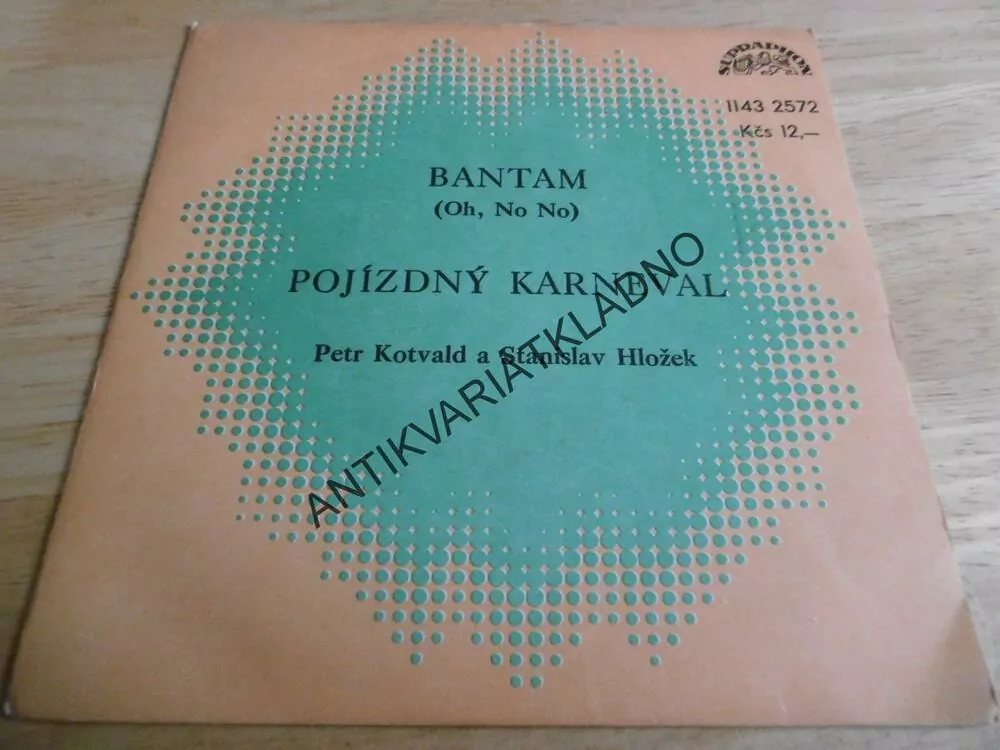 SUPRAPHON
1143 2572
Kčs 12,—
BANTAM
(Oh, No No)
POJÍZDNÝ KARNEVAL
Petr Kotvald a Stanislav Hložek
ANTIKVARIATKLADNO